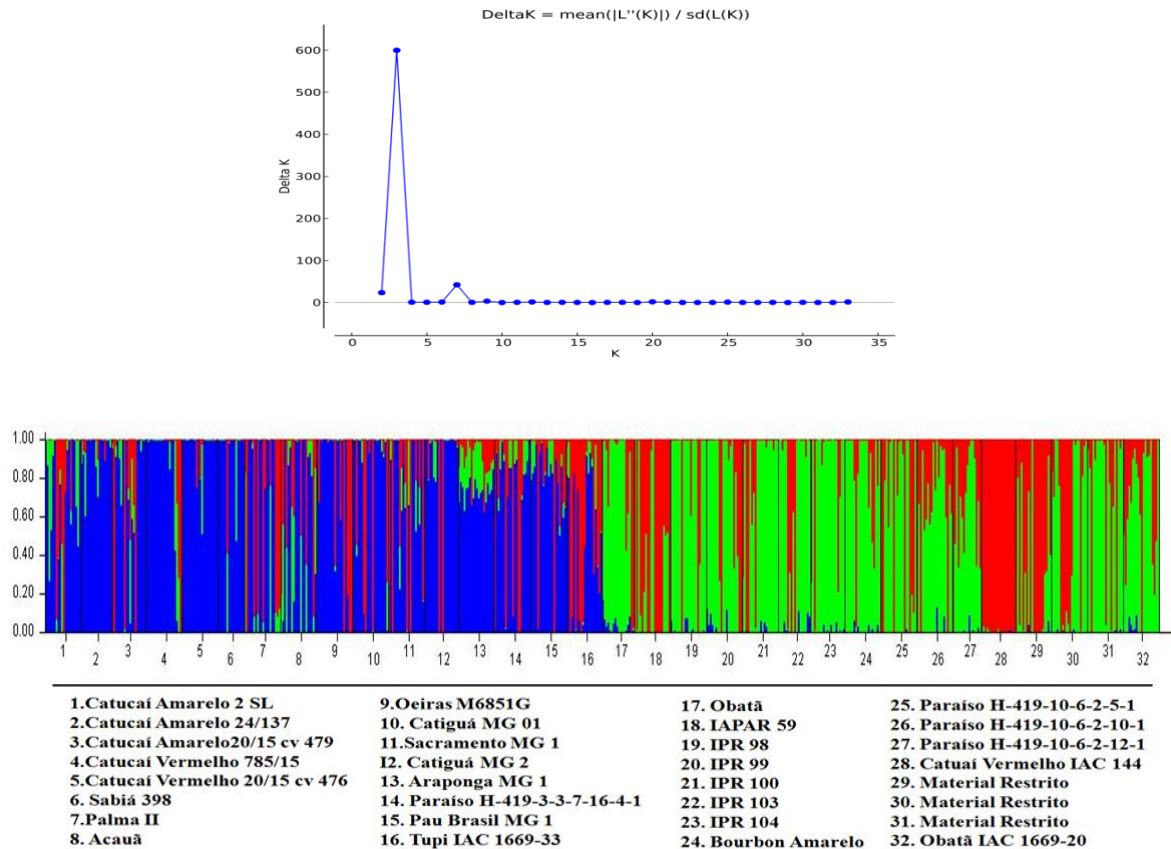 DeltaK = mean(|L''(K)|) / sd(L(K))
600
500
400
300
200
100
0
Delta K
0 5 10 15 20 25 30 35
K
1.00
0.80
0.60
0.40
0.20
0.00
1 2 3 4 5 6 7 8 9 10 11 12 13 14 15 16 17 18 19 20 21 22 23 24 25 26 27 28 29 30 31 32
1.Catucaí Amarelo 2 SL
2.Catucaí Amarelo 24/137
3.Catucaí Amarelo20/15 cv 479
4.Catucaí Vermelho 785/15
5.Catucaí Vermelho 20/15 cv 476
6. Sabiá 398
7.Palma II
8. Acauã
9.Oeiras M6851G
10. Catiguá MG 01
11.Sacramento MG 1
I2. Catiguá MG 2
13. Araponga MG 1
14. Paraíso H-419-3-3-7-16-4-1
15. Pau Brasil MG 1
16. Tupi IAC 1669-33
17. Obatã
18. IAPAR 59
19. IPR 98
20. IPR 99
21. IPR 100
22. IPR 103
23. IPR 104
24. Bourbon Amarelo
25. Paraíso H-419-10-6-2-5-1
26. Paraíso H-419-10-6-2-10-1
27. Paraíso H-419-10-6-2-12-1
28. Catuaí Vermelho IAC 144
29. Material Restrito
30. Material Restrito
31. Material Restrito
32. Obatã IAC 1669-20